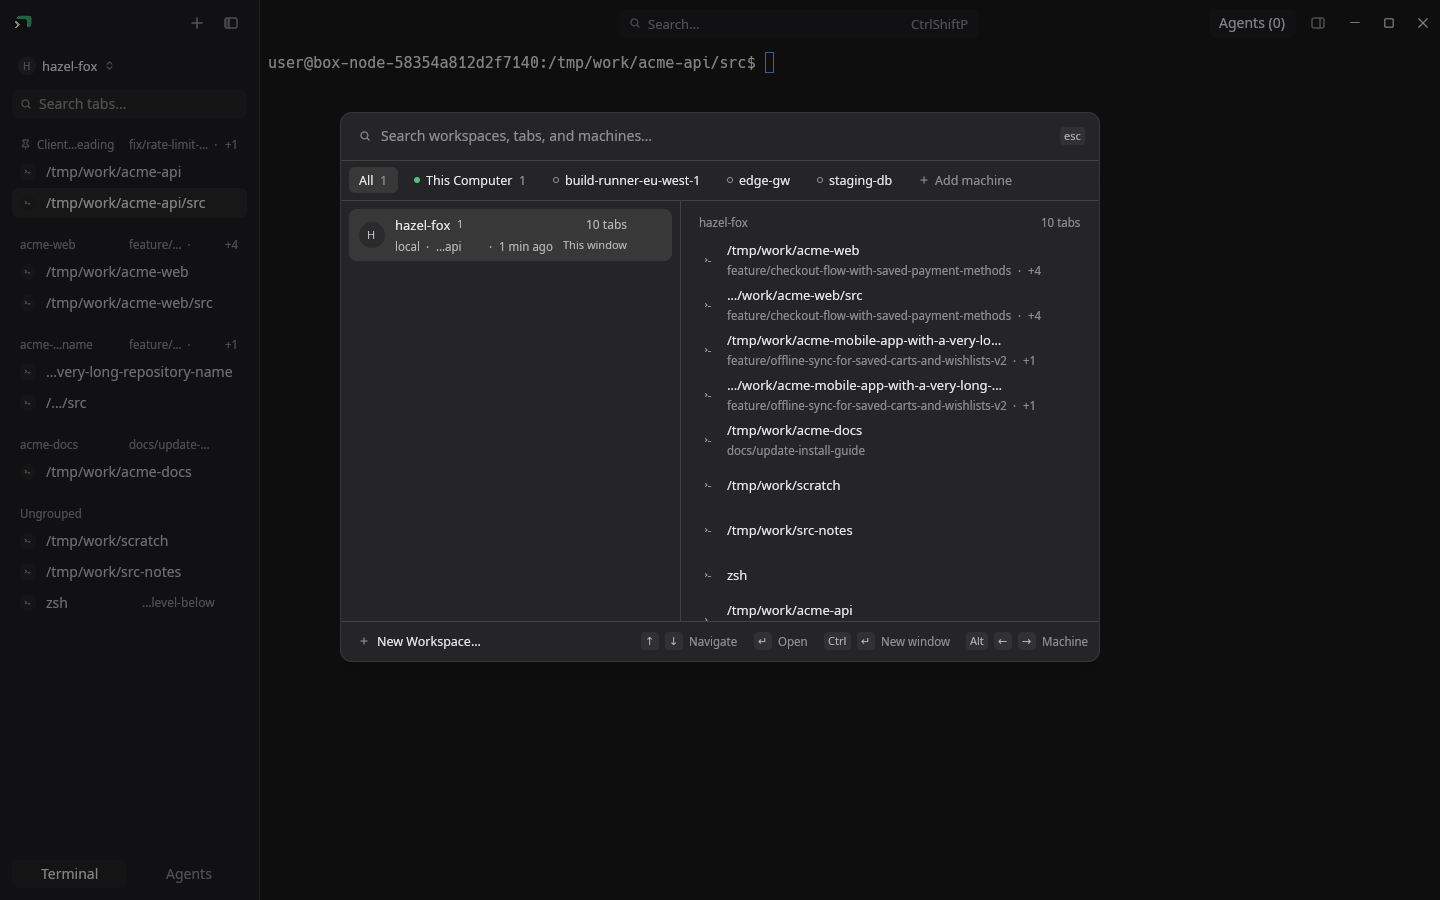 Search...
CtrlShiftP
Agents (0)
H hazel-fox
Search tabs...
Client...eading fix/rate-limit-... · +1
/tmp/work/acme-api
/tmp/work/acme-api/src
acme-web feature/... · +4
/tmp/work/acme-web
/tmp/work/acme-web/src
acme-...name feature/... · +1
...very-long-repository-name
/.../src
acme-docs docs/update-...
/tmp/work/acme-docs
Ungrouped
/tmp/work/scratch
/tmp/work/src-notes
zsh ...level-below
Terminal Agents
user@box-node-58354a812d2f7140:/tmp/work/acme-api/src$
Search workspaces, tabs, and machines... esc
All 1 This Computer 1 build-runner-eu-west-1 edge-gw staging-db + Add machine
H hazel-fox 1 10 tabs
local · ...api · 1 min ago This window
hazel-fox 10 tabs
/tmp/work/acme-web
feature/checkout-flow-with-saved-payment-methods · +4
.../work/acme-web/src
feature/checkout-flow-with-saved-payment-methods · +4
/tmp/work/acme-mobile-app-with-a-very-lo...
feature/offline-sync-for-saved-carts-and-wishlists-v2 · +1
.../work/acme-mobile-app-with-a-very-long-...
feature/offline-sync-for-saved-carts-and-wishlists-v2 · +1
/tmp/work/acme-docs
docs/update-install-guide
/tmp/work/scratch
/tmp/work/src-notes
zsh
/tmp/work/acme-api
+ New Workspace... ↑ ↓ Navigate ↵ Open Ctrl ↵ New window Alt ← → Machine